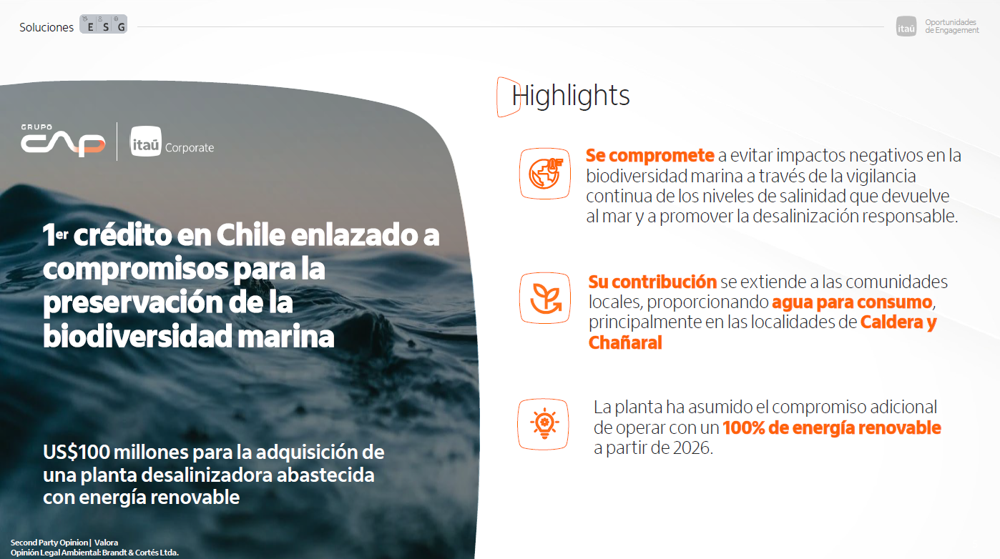 Soluciones E S G
itaú
Oportunidades
de Engagement
GRUPO
CAP
itaú Corporate
1er crédito en Chile enlazado a
compromisos para la
preservación de la
biodiversidad marina
US$100 millones para la adquisición de
una planta desalinizadora abastecida
con energía renovable
Second Party Opinion | Valora
Opinión Legal Ambiental: Brandt & Cortés Ltda.
Highlights
Se compromete a evitar impactos negativos en la
biodiversidad marina a través de la vigilancia
continua de los niveles de salinidad que devuelve
al mar y a promover la desalinización responsable.
Su contribución se extiende a las comunidades
locales, proporcionando agua para consumo,
principalmente en las localidades de Caldera y
Chañaral
La planta ha asumido el compromiso adicional
de operar con un 100% de energía renovable
a partir de 2026.